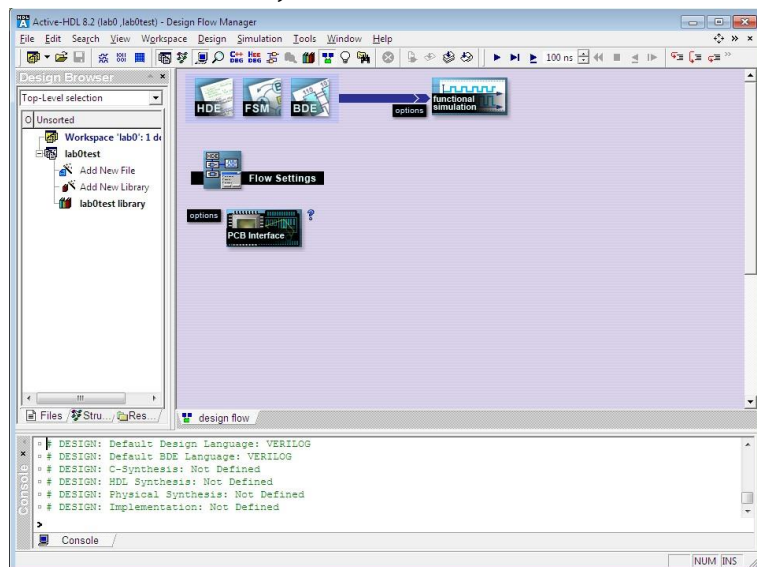 Active-HDL 8.2 (lab0 ,lab0test) - Design Flow Manager
File Edit Search View Workspace Design Simulation Tools Window Help
100 ns
Design Browser
Top-Level selection
O Unsorted
Workspace 'lab0': 1 de
lab0test
Add New File
Add New Library
lab0test library
Files Stru... Res...
HDE FSM BDE
options
functional
simulation
Flow Settings
options
PCB Interface
?
design flow
# DESIGN: Default Design Language: VERILOG
# DESIGN: Default BDE Language: VERILOG
# DESIGN: C-Synthesis: Not Defined
# DESIGN: HDL Synthesis: Not Defined
# DESIGN: Physical Synthesis: Not Defined
# DESIGN: Implementation: Not Defined
>
Console
Console
NUM INS